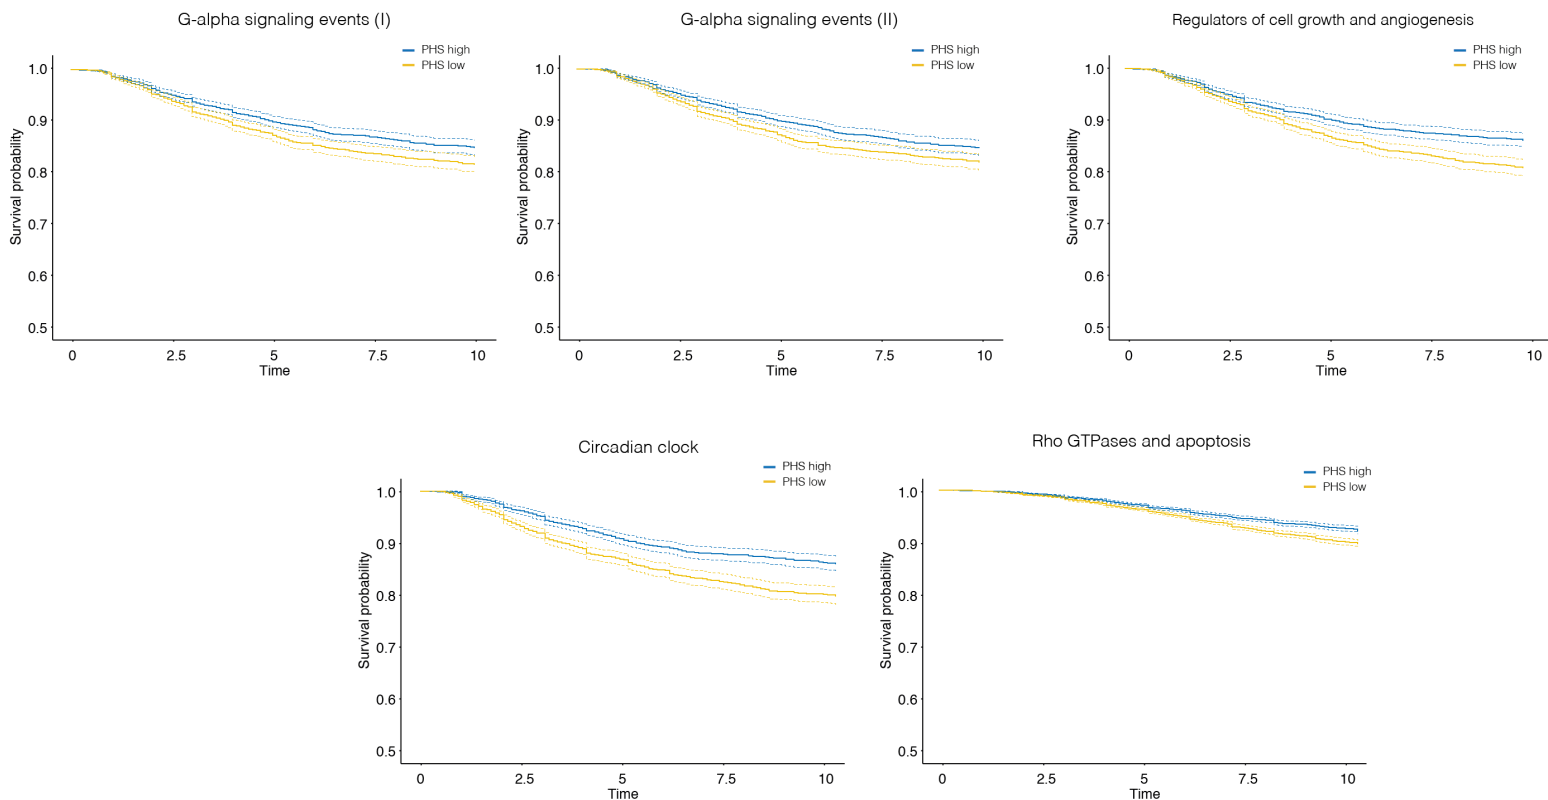 G-alpha signaling events (I)
PHS high
PHS low
1.0
0.9
0.8
0.7
0.6
0.5
Survival probability
0
2.5
5
7.5
10
Time
G-alpha signaling events (II)
PHS high
PHS low
1.0
0.9
0.8
0.7
0.6
0.5
Survival probability
0
2.5
5
7.5
10
Time
Regulators of cell growth and angiogenesis
PHS high
PHS low
1.0
0.9
0.8
0.7
0.6
0.5
Survival probability
0
2.5
5
7.5
10
Time
Circadian clock
PHS high
PHS low
1.0
0.9
0.8
0.7
0.6
0.5
Survival probability
0
2.5
5
7.5
10
Time
Rho GTPases and apoptosis
PHS high
PHS low
1.0
0.9
0.8
0.7
0.6
0.5
Survival probability
0
2.5
5
7.5
10
Time